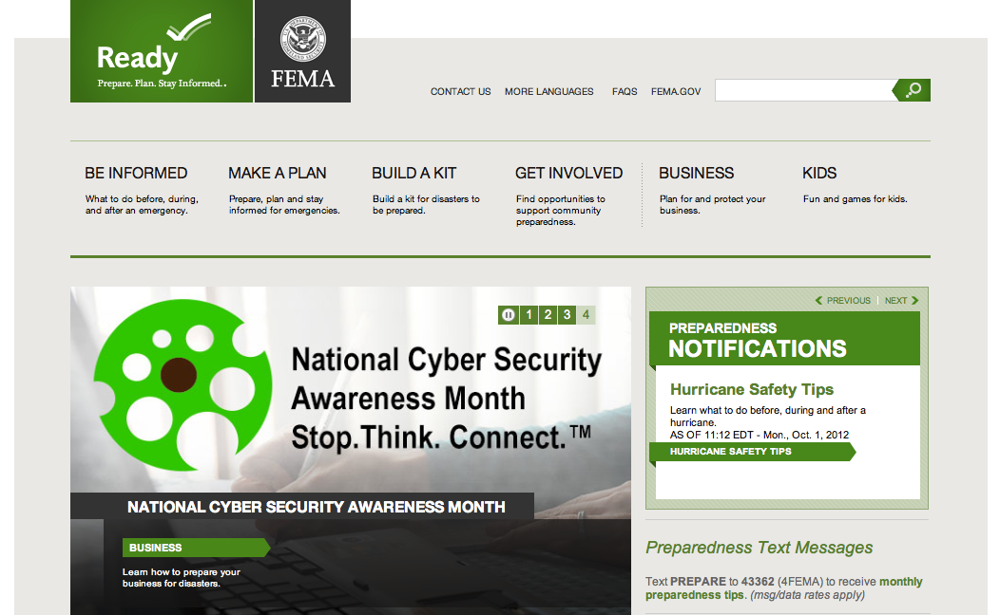 Ready
Prepare. Plan. Stay Informed. .
FEMA
CONTACT US MORE LANGUAGES FAQS FEMA.GOV
BE INFORMED
What to do before, during,
and after an emergency.
MAKE A PLAN
Prepare, plan and stay
informed for emergencies.
BUILD A KIT
Build a kit for disasters to
be prepared.
GET INVOLVED
Find opportunities to
support community
preparedness.
BUSINESS
Plan for and protect your
business.
KIDS
Fun and games for kids.
1 2 3 4
National Cyber Security
Awareness Month
Stop.Think. Connect.™
NATIONAL CYBER SECURITY AWARENESS MONTH
BUSINESS
Learn how to prepare your
business for disasters.
PREVIOUS | NEXT
PREPAREDNESS
NOTIFICATIONS
Hurricane Safety Tips
Learn what to do before, during and after a
hurricane.
AS OF 11:12 EDT - Mon., Oct. 1, 2012
HURRICANE SAFETY TIPS
Preparedness Text Messages
Text PREPARE to 43362 (4FEMA) to receive monthly
preparedness tips. (msg/data rates apply)